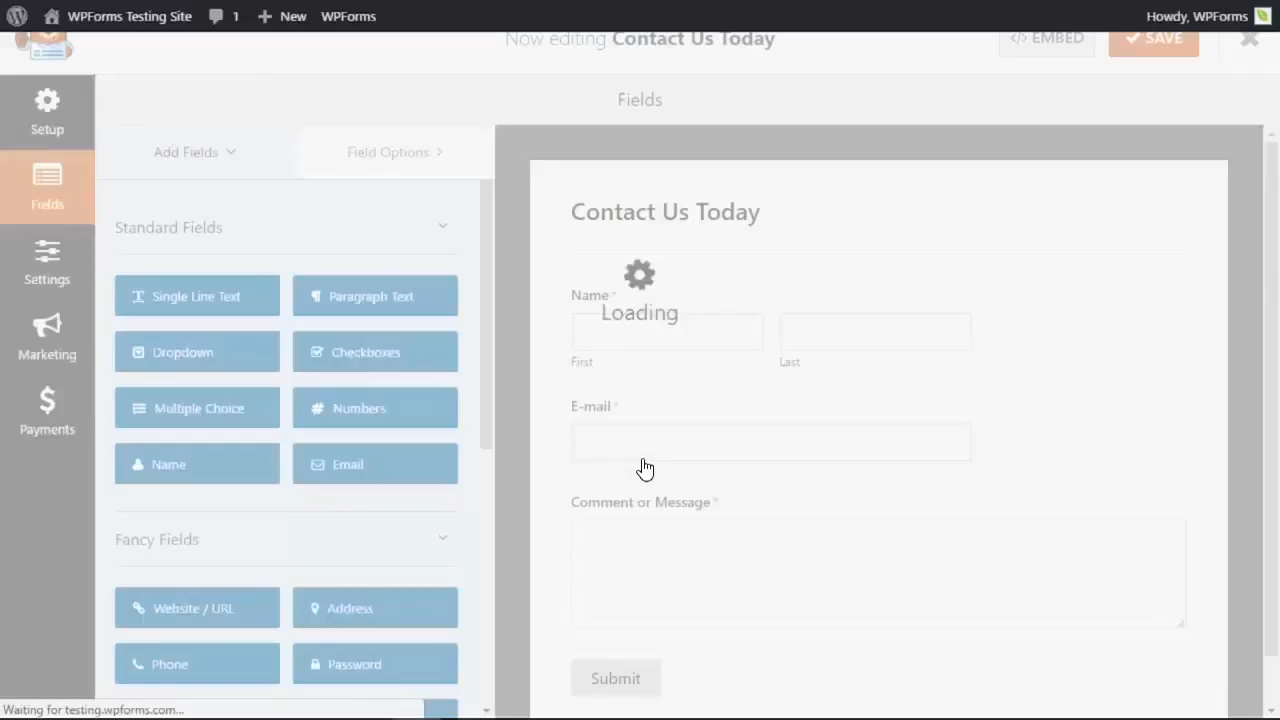 WPForms Testing Site
1
New
WPForms
Howdy, WPForms
Now editing Contact Us Today
</> EMBED
SAVE
Fields
Setup
Fields
Settings
Marketing
Payments
Add Fields
Field Options
Standard Fields
Single Line Text
Paragraph Text
Dropdown
Checkboxes
Multiple Choice
Numbers
Name
Email
Fancy Fields
Website / URL
Address
Phone
Password
Contact Us Today
Loading
Name *
First
Last
E-mail *
Comment or Message *
Submit
Waiting for testing.wpforms.com...